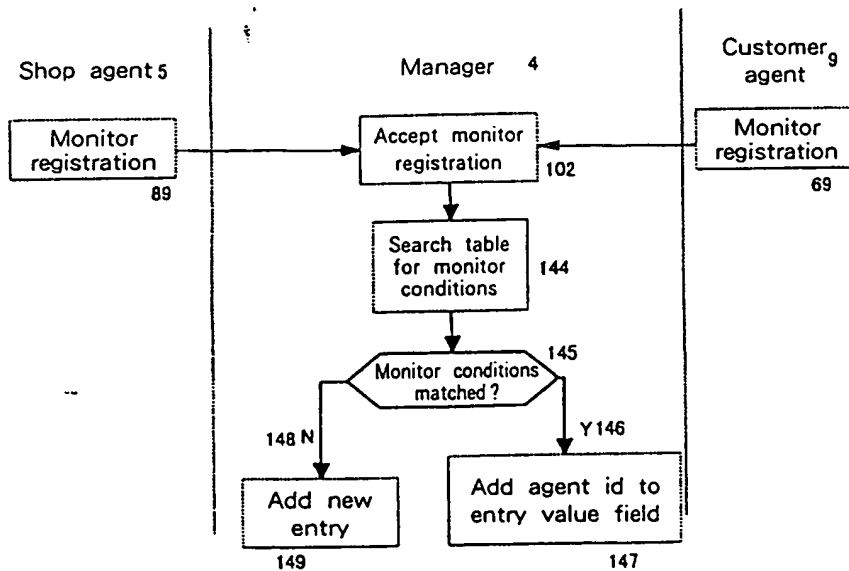 Shop agent 5
Manager 4
Customer 9
agent
Monitor
registration
89
Accept monitor
registration
102
Monitor
registration
69
Search table
for monitor
conditions
144
145
Monitor conditions
matched?
148 N
Y 146
Add new
entry
149
Add agent id to
entry value field
147